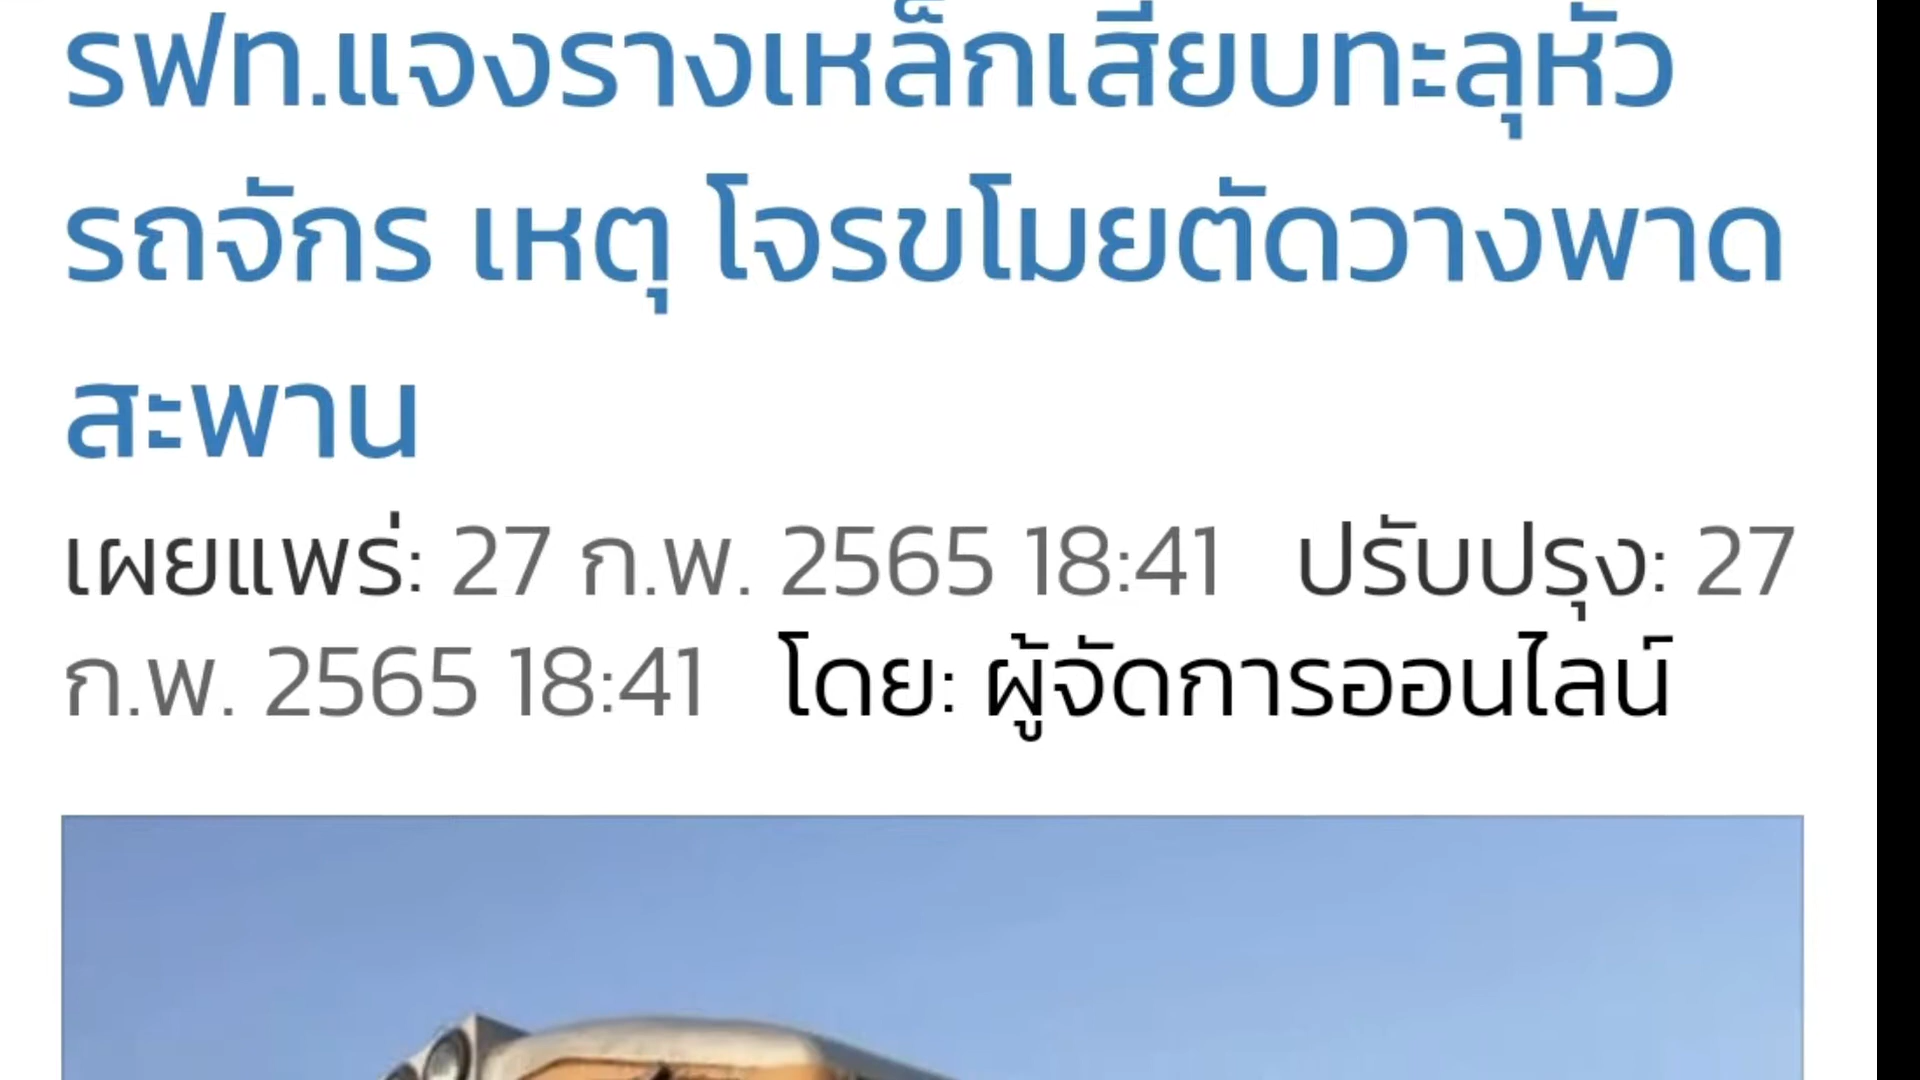 รฟท.แจงรางเหล็กเสียบทะลุหัว
รถจักร เหตุ โจรขโมยตัดวางพาด
สะพาน
เผยแพร่: 27 ก.พ. 2565 18:41 ปรับปรุง: 27
ก.พ. 2565 18:41 โดย: ผู้จัดการออนไลน์